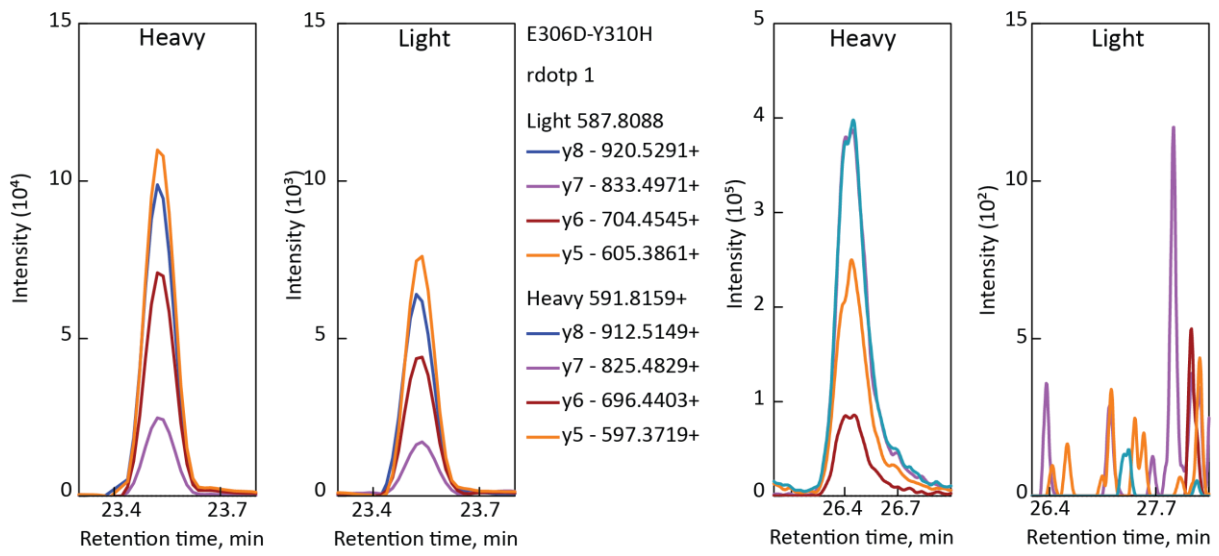 15
10
5
0
Heavy
Intensity (10⁴)
23.4 23.7
Retention time, min
15
10
5
0
Light
Intensity (10³)
23.4 23.7
Retention time, min
E306D-Y310H
rdotp 1
Light 587.8088
y8 - 920.5291+
y7 - 833.4971+
y6 - 704.4545+
y5 - 605.3861+
Heavy 591.8159+
y8 - 912.5149+
y7 - 825.4829+
y6 - 696.4403+
y5 - 597.3719+
5
4
3
2
1
0
Heavy
Intensity (10⁵)
26.4 26.7
Retention time, min
15
10
5
0
Light
Intensity (10²)
26.4 27.7
Retention time, min